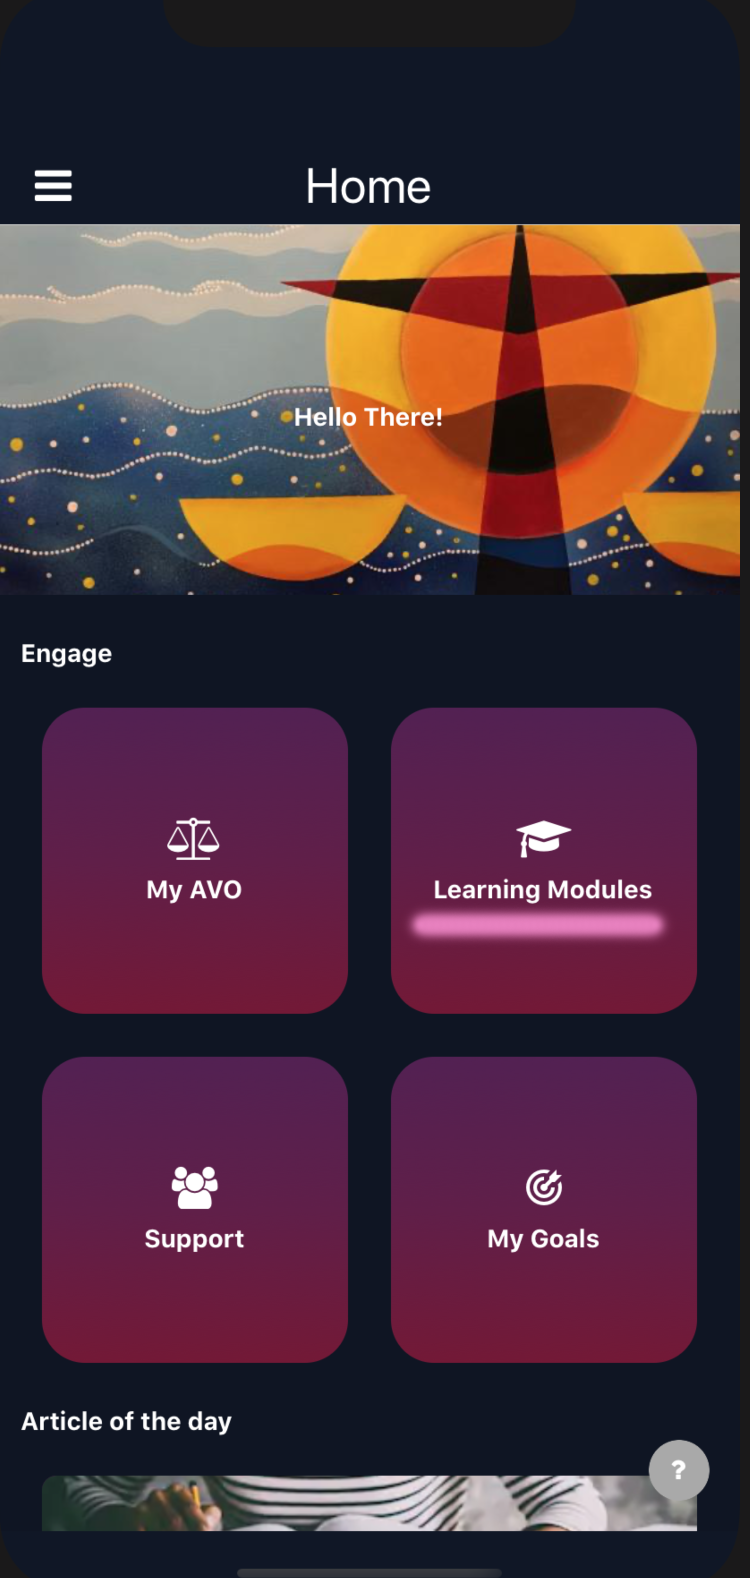 Home
Hello There!
Engage
My AVO
Learning Modules
Support
My Goals
Article of the day
?